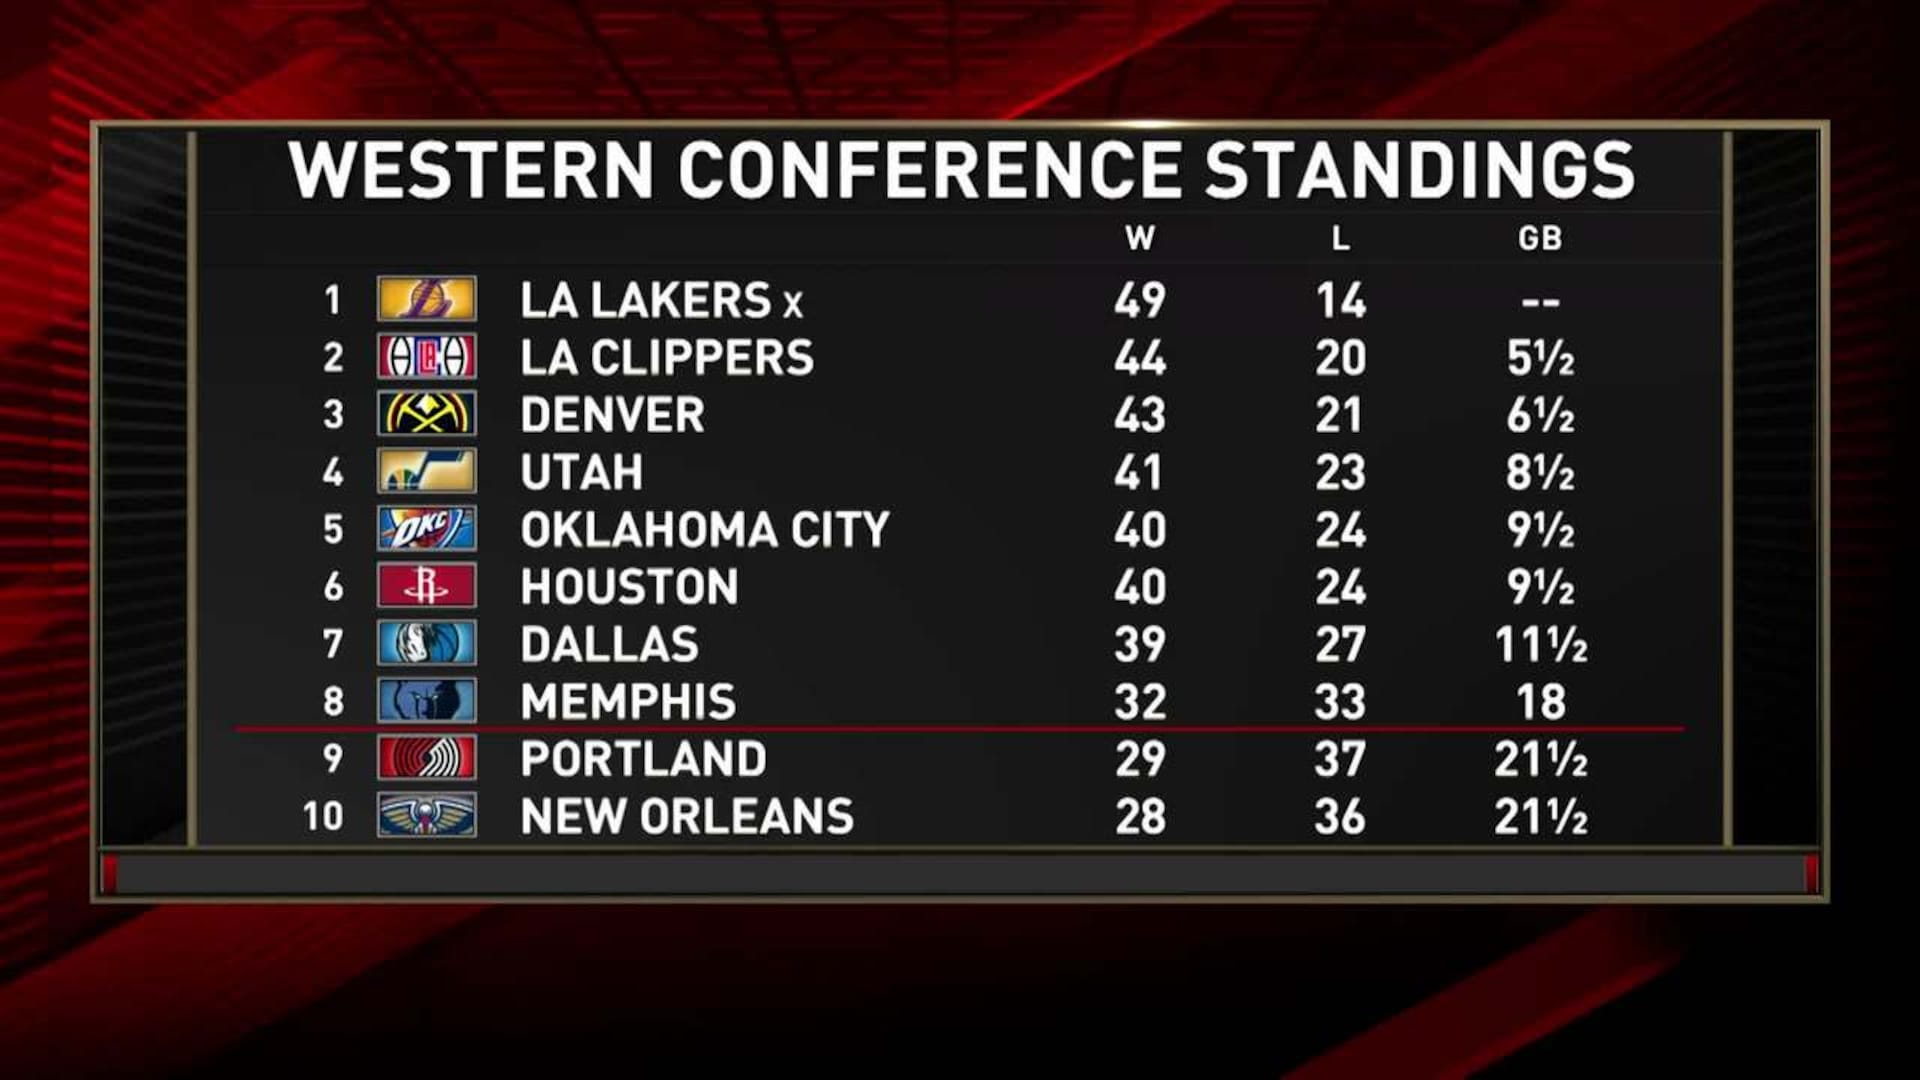 WESTERN CONFERENCE STANDINGS
W L GB
1 LA LAKERS x 49 14 --
2 LA CLIPPERS 44 20 5½
3 DENVER 43 21 6½
4 UTAH 41 23 8½
5 OKC OKLAHOMA CITY 40 24 9½
6 R HOUSTON 40 24 9½
7 DALLAS 39 27 11½
8 MEMPHIS 32 33 18
9 PORTLAND 29 37 21½
10 NEW ORLEANS 28 36 21½